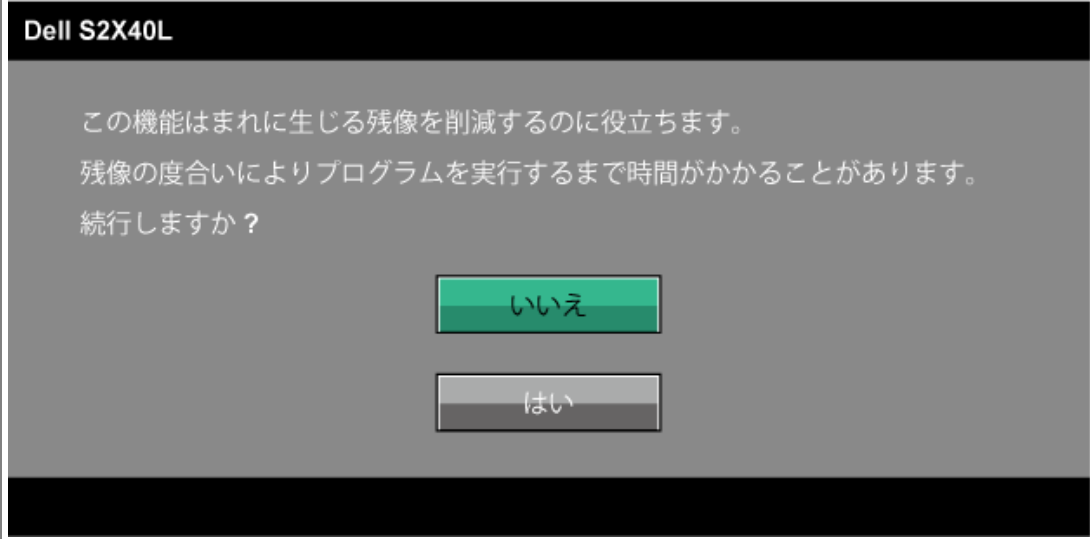 Dell S2X40L
この機能はまれに生じる残像を削減するのに役立ちます。
残像の度合いによりプログラムを実行するまで時間がかかることがあります。
続行しますか ?
いいえ
はい